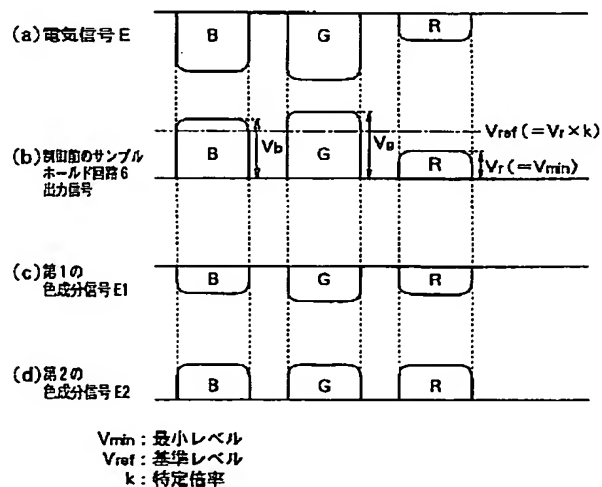 (a)電気信号E
B
G
R
(b)制御前のサンプル
ホールド回路6
出力信号
B
Vb
G
Vg
R
Vref(=Vr×k)
Vr(=Vmin)
(c)第1の
色成分信号E1
B
G
R
(d)第2の
色成分信号E2
B
G
R
Vmin:最小レベル
Vref:基準レベル
k:特定倍率